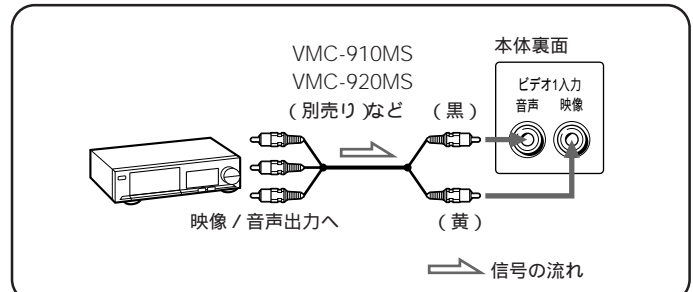 VMC-910MS
VMC-920MS
(別売り)など
(黒)
本体裏面
ビデオ1入力
音声 映像
映像/音声出力へ
(黄)
信号の流れ